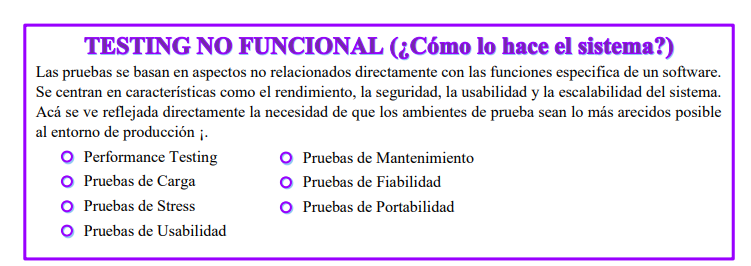 TESTING NO FUNCIONAL (¿Cómo lo hace el sistema?)
Las pruebas se basan en aspectos no relacionados directamente con las funciones especifica de un software.
Se centran en características como el rendimiento, la seguridad, la usabilidad y la escalabilidad del sistema.
Acá se ve reflejada directamente la necesidad de que los ambientes de prueba sean lo más arecidos posible
al entorno de producción ¡.
Performance Testing
Pruebas de Carga
Pruebas de Stress
Pruebas de Usabilidad
Pruebas de Mantenimiento
Pruebas de Fiabilidad
Pruebas de Portabilidad